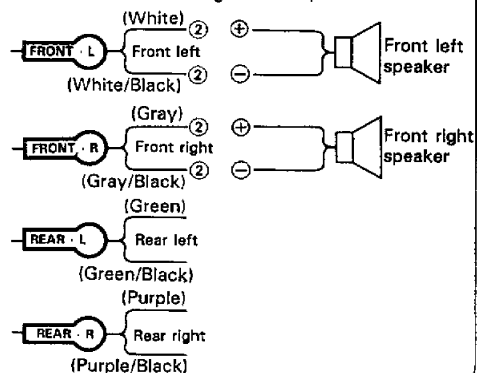 (White)
FRONT · L
Front left
②
②
⊕
⊖
Front left
speaker
(White/Black)
(Gray)
FRONT · R
Front right
②
②
⊕
⊖
Front right
speaker
(Gray/Black)
(Green)
REAR · L
Rear left
(Green/Black)
(Purple)
REAR · R
Rear right
(Purple/Black)